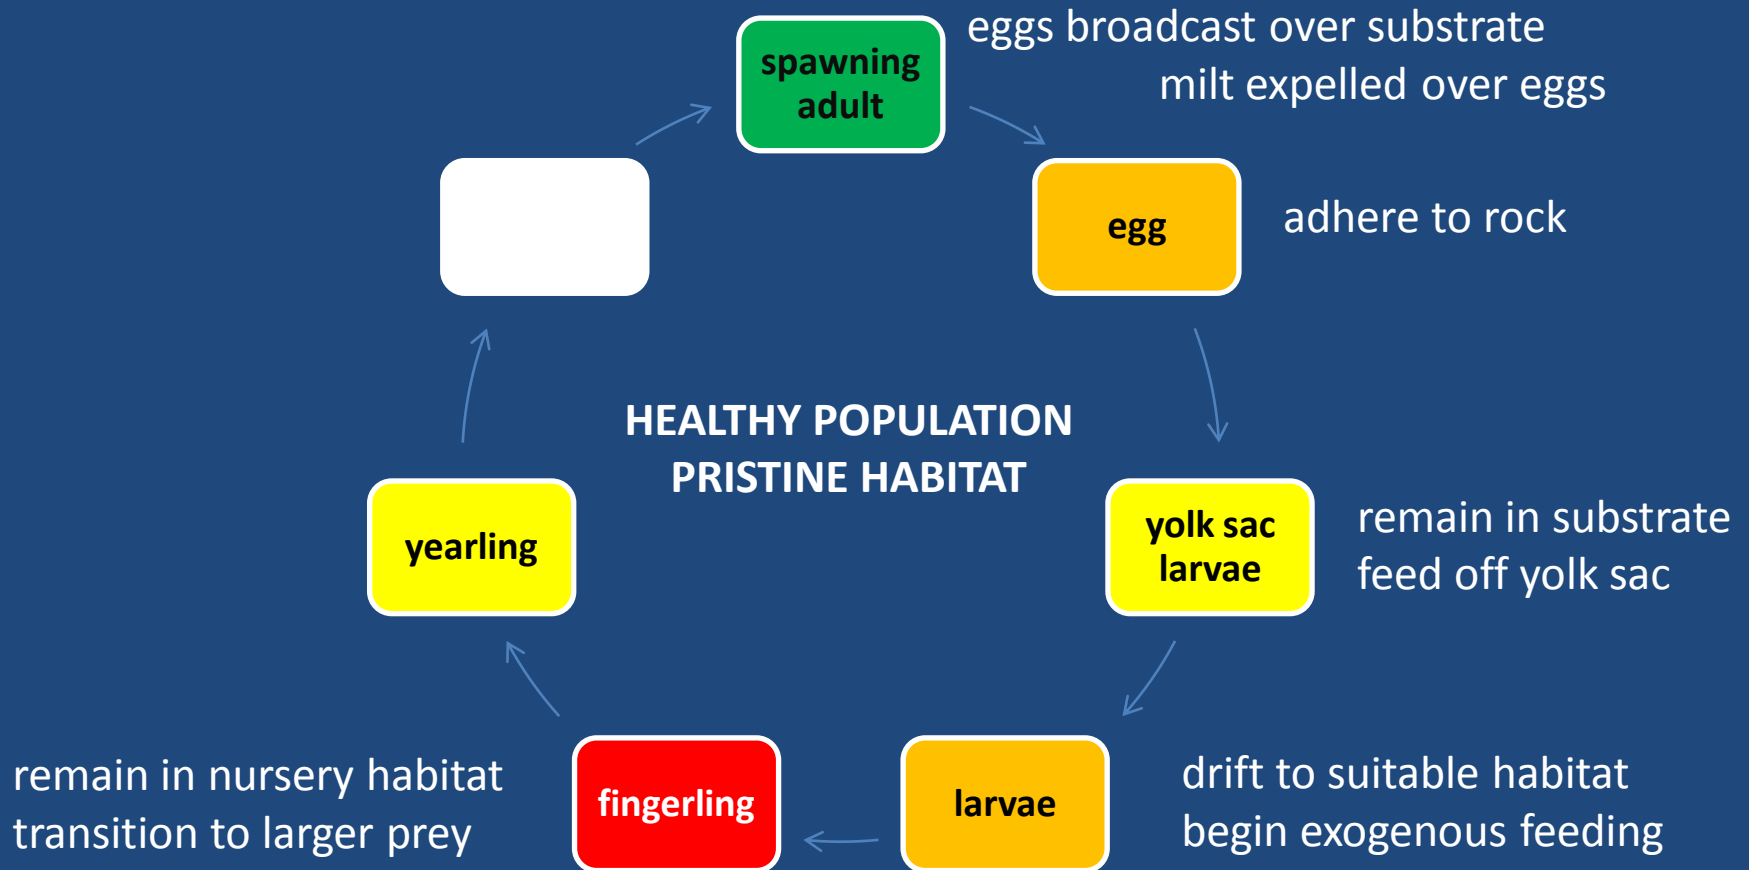 eggs broadcast over substrate
milt expelled over eggs
spawning
adult
egg
adhere to rock
HEALTHY POPULATION
PRISTINE HABITAT
yolk sac
larvae
remain in substrate
feed off yolk sac
yearling
larvae
drift to suitable habitat
begin exogenous feeding
fingerling
remain in nursery habitat
transition to larger prey